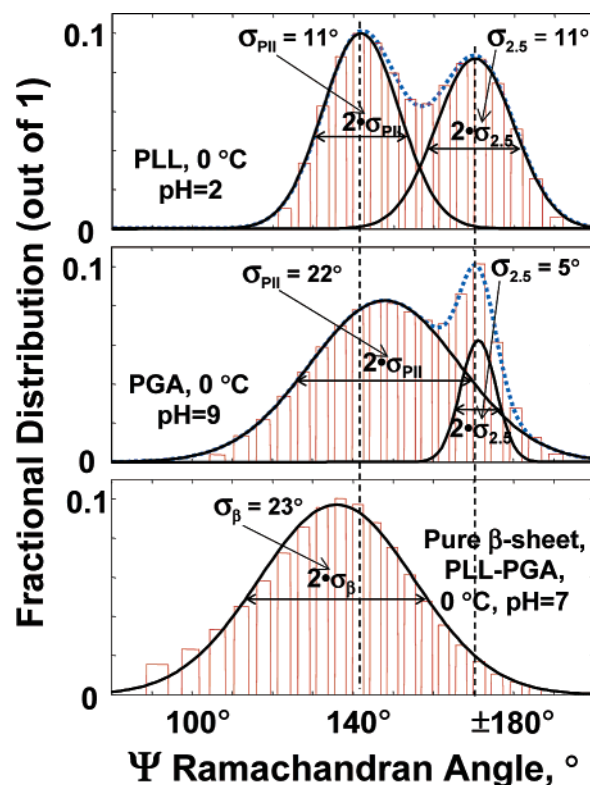 Fractional Distribution (out of 1)
0.1
0
σPII = 11°
σ2.5 = 11°
2•σPII
2•σ2.5
PLL, 0 °C
pH=2
0.1
0
σPII = 22°
σ2.5 = 5°
2•σPII
2•σ2.5
PGA, 0 °C
pH=9
0.1
0
σβ = 23°
2•σβ
Pure β-sheet,
PLL-PGA,
0 °C, pH=7
100° 140° ±180°
Ψ Ramachandran Angle, °